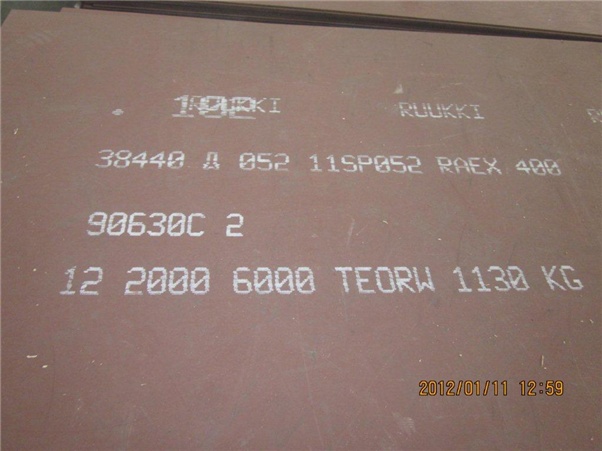 RUUKKI RUUKKI
38440 052 11SP052 RAEX 400
90630C 2
12 2000 6000 TEORW 1130 KG
2012/01/11 12:59